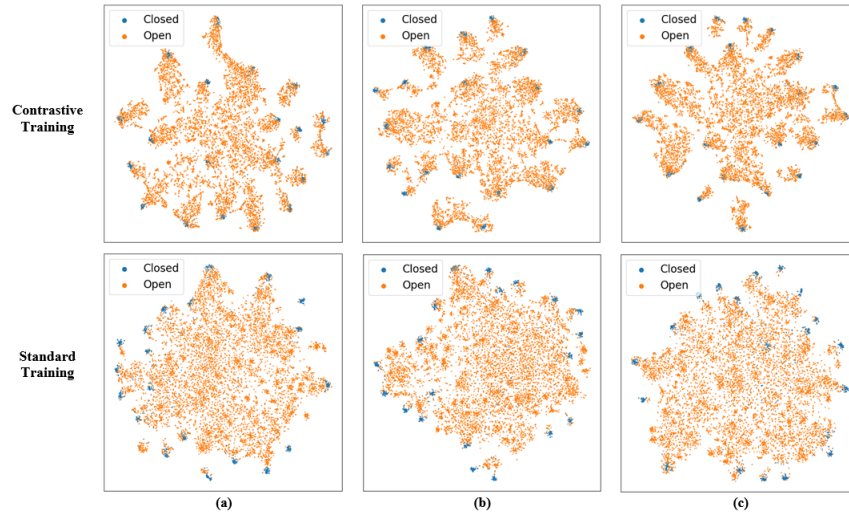 Closed
Open
Closed
Open
Closed
Open
Contrastive
Training
Closed
Open
Closed
Open
Closed
Open
Standard
Training
(a)
(b)
(c)